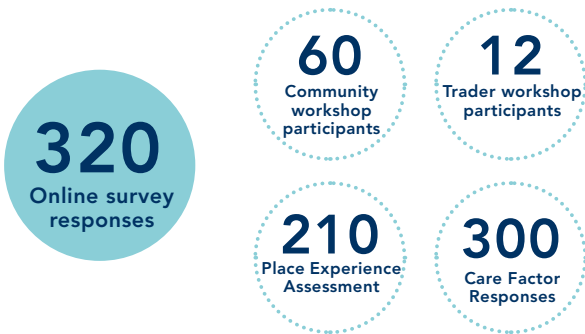 320
Online survey
responses
60
Community
workshop
participants
12
Trader workshop
participants
210
Place Experience
Assessment
300
Care Factor
Responses